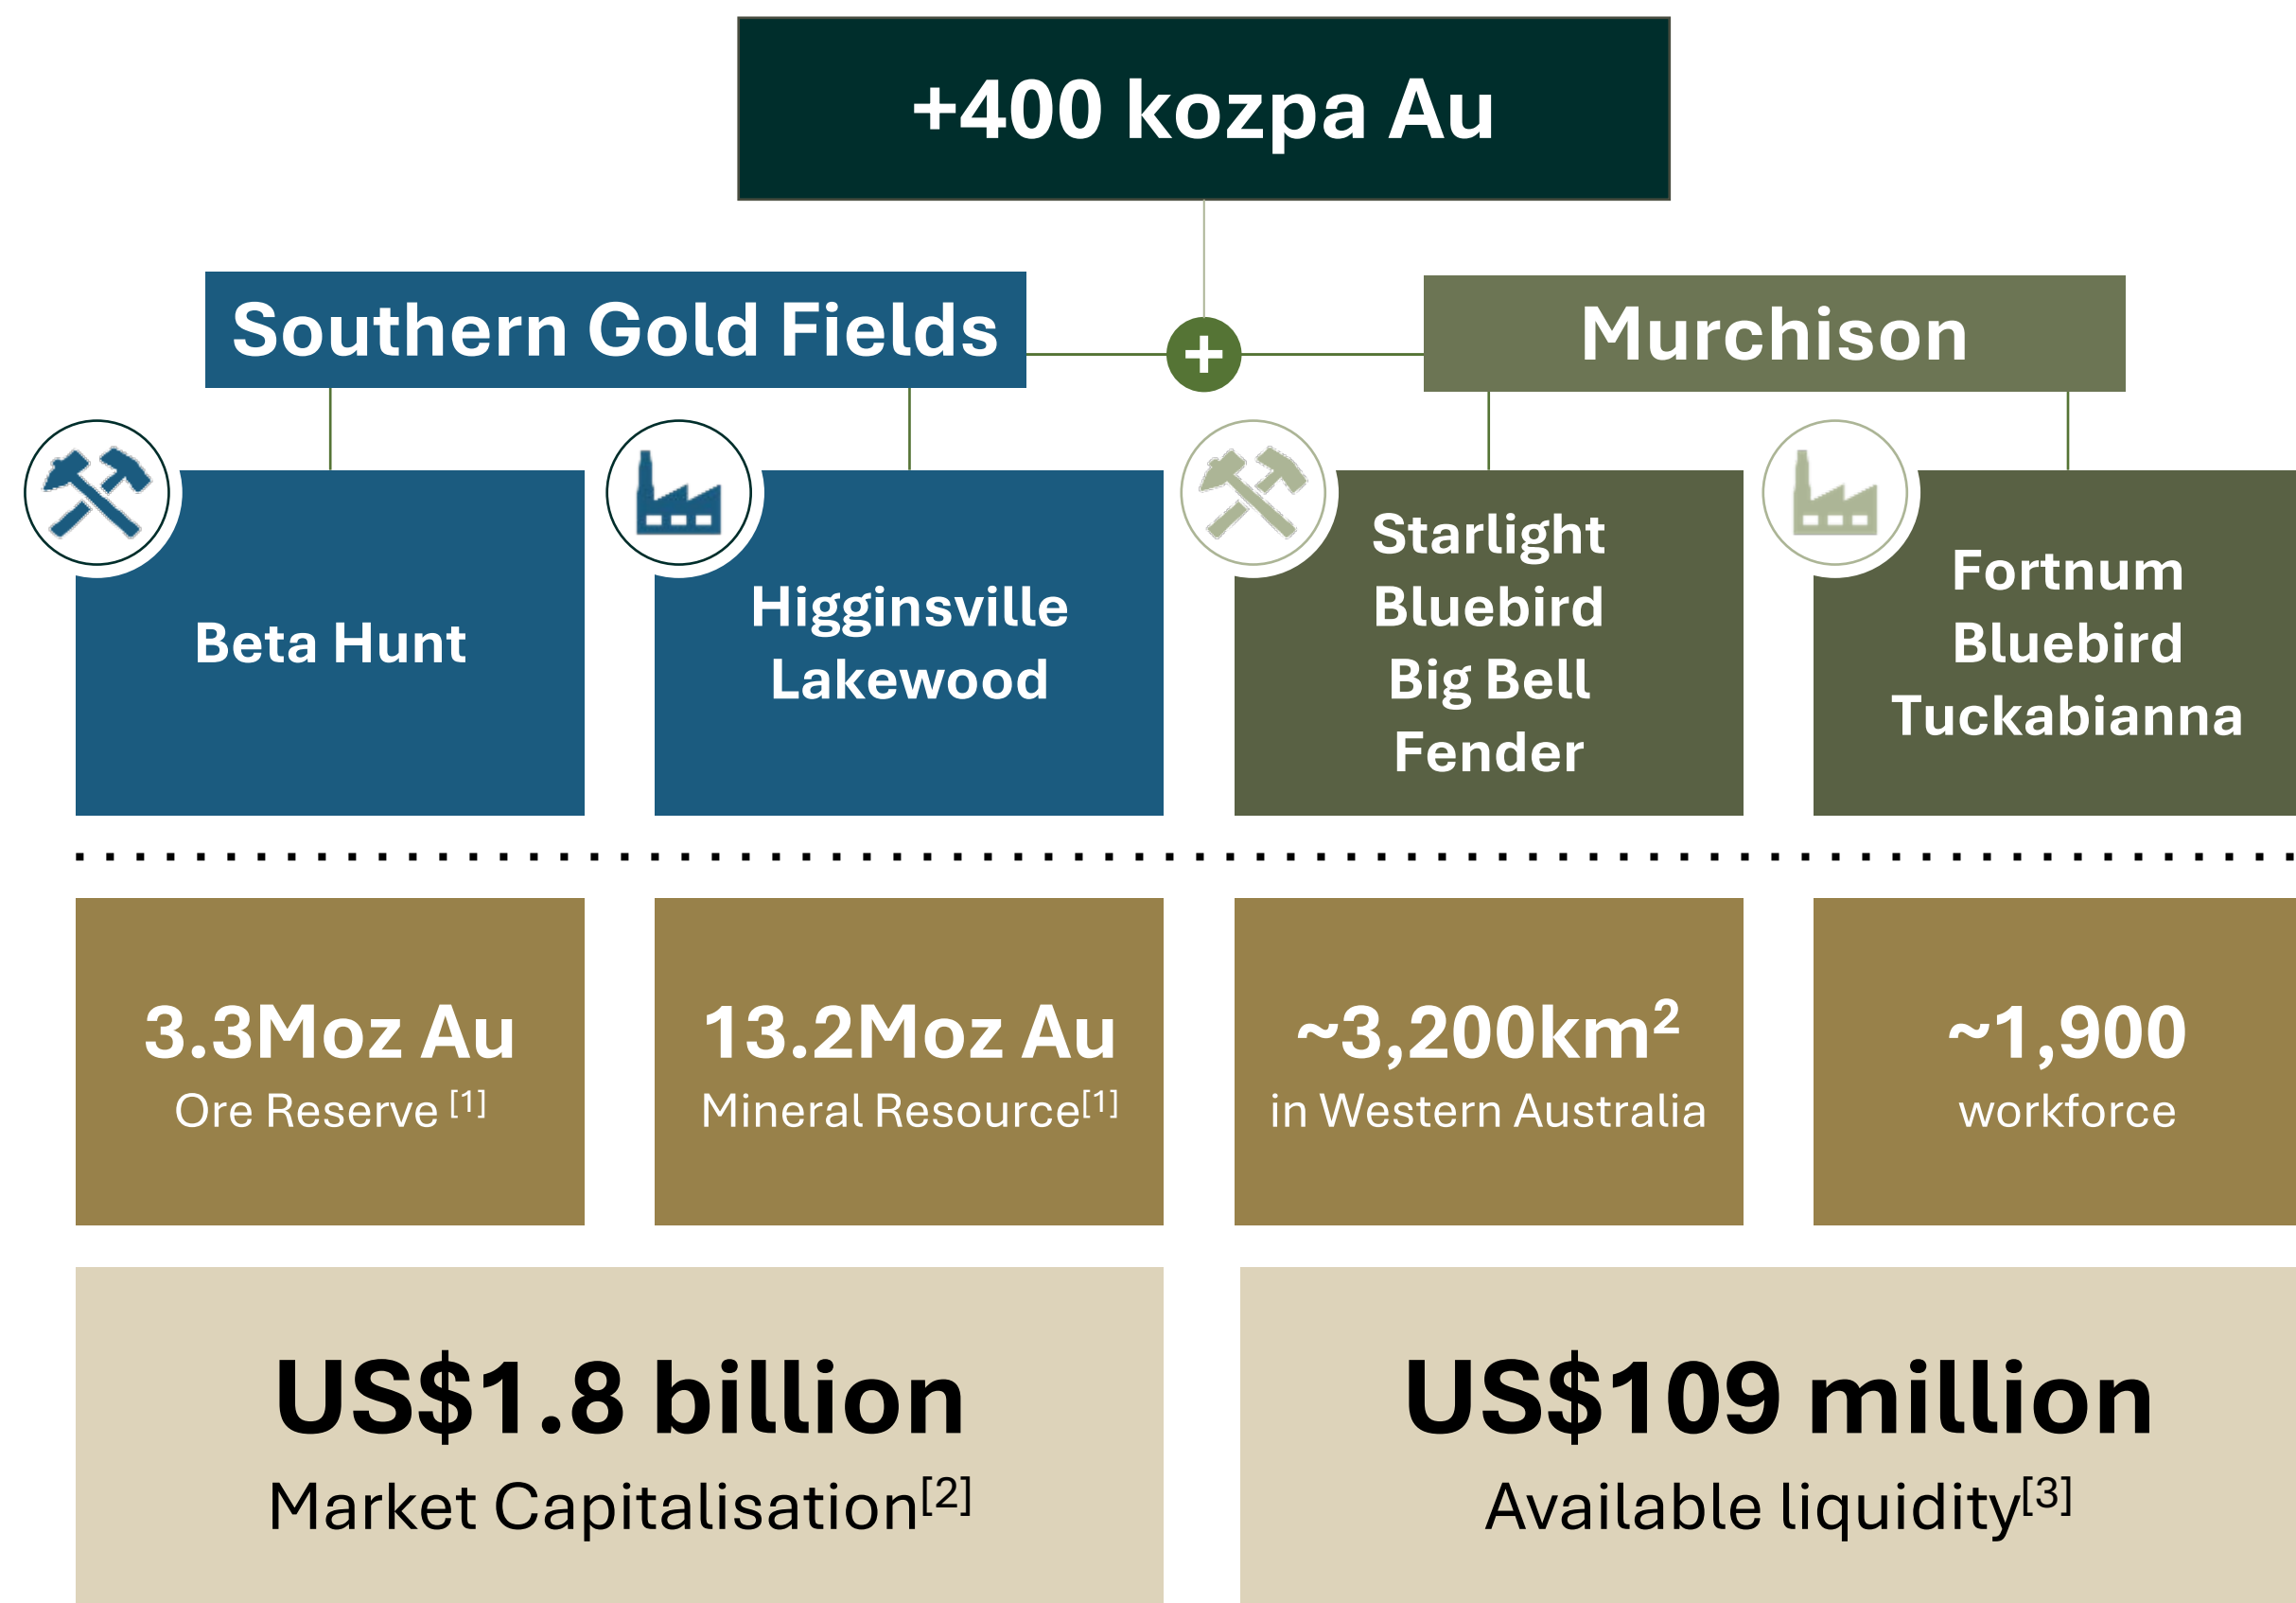 +400 kozpa Au
Southern Gold Fields
+
Murchison
Beta Hunt
Higginsville
Lakewood
Starlight
Bluebird
Big Bell
Fender
Fortnum
Bluebird
Tuckabianna
3.3Moz Au
Ore Reserve [1]
13.2Moz Au
Mineral Resource[1]
~3,200km²
in Western Australia
~1,900
workforce
US$1.8 billion
Market Capitalisation[2]
US$109 million
Available liquidity[3]